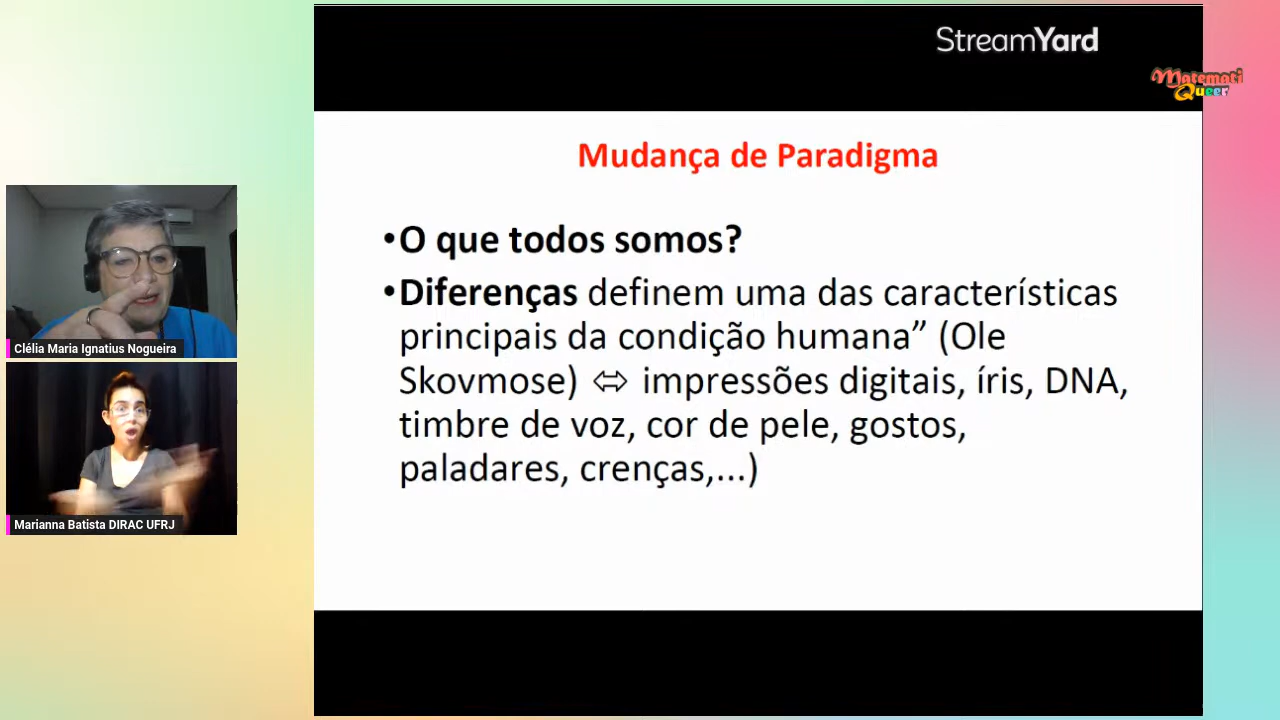 StreamYard
Matemati
Queer
Mudança de Paradigma
•O que todos somos?
•Diferenças definem uma das características
principais da condição humana” (Ole
Skovmose) ⬄ impressões digitais, íris, DNA,
timbre de voz, cor de pele, gostos,
paladares, crenças,...)
Clélia Maria Ignatius Nogueira
Marianna Batista DIRAC UFRJ